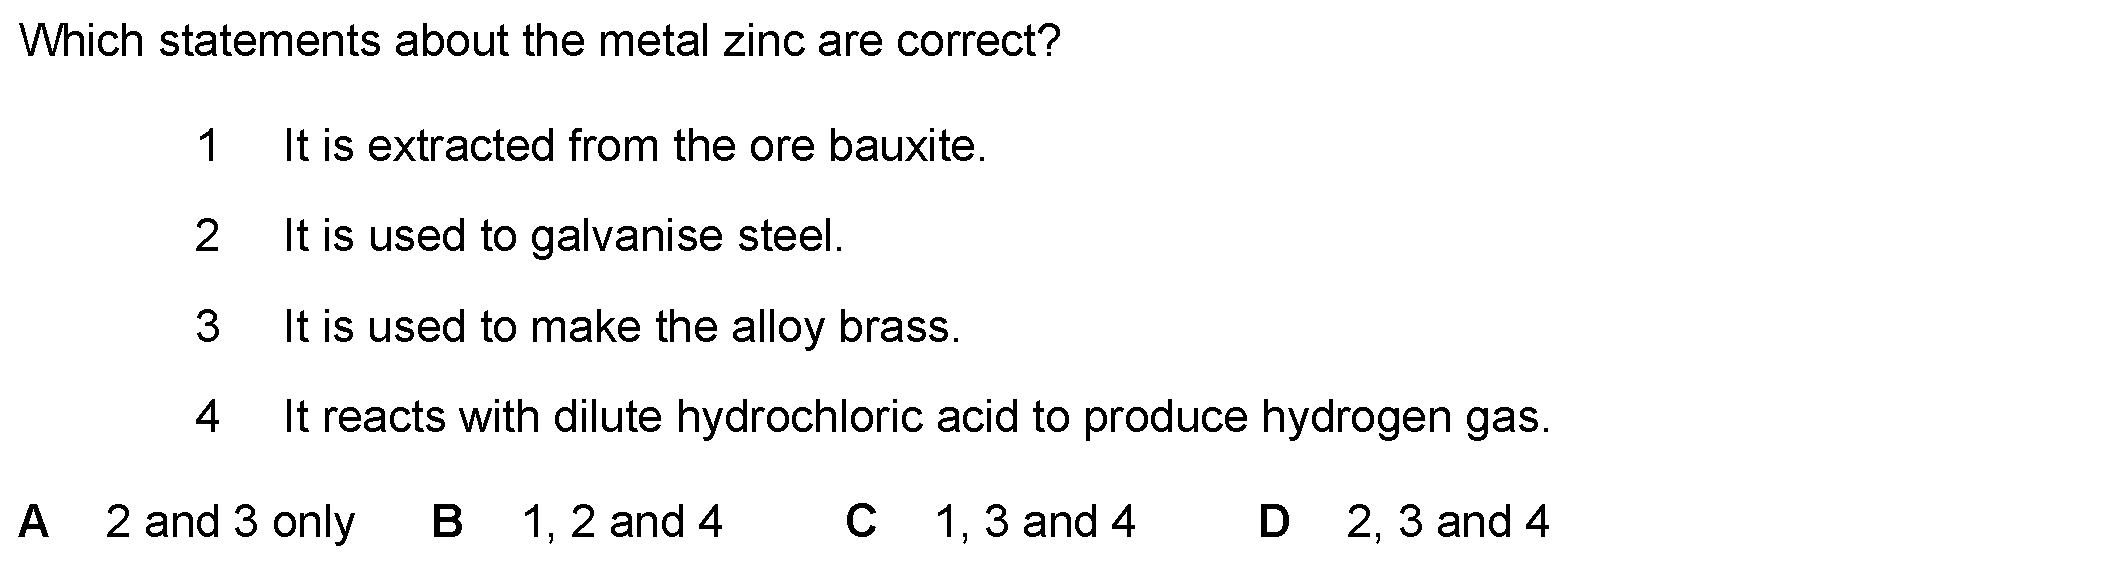 Which statements about the metal zinc are correct?
1 It is extracted from the ore bauxite.
2 It is used to galvanise steel.
3 It is used to make the alloy brass.
4 It reacts with dilute hydrochloric acid to produce hydrogen gas.
A 2 and 3 only B 1, 2 and 4 C 1, 3 and 4 D 2, 3 and 4